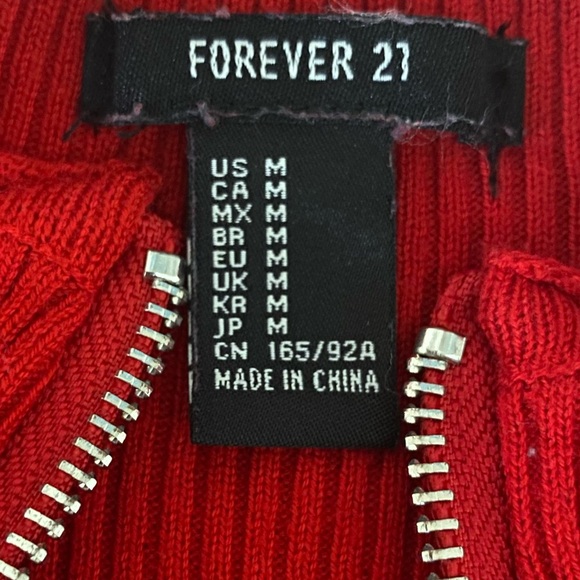 FOREVER 21
US M
CA M
MX M
BR M
EU M
UK M
KR M
JP M
CN 165/92A
MADE IN CHINA